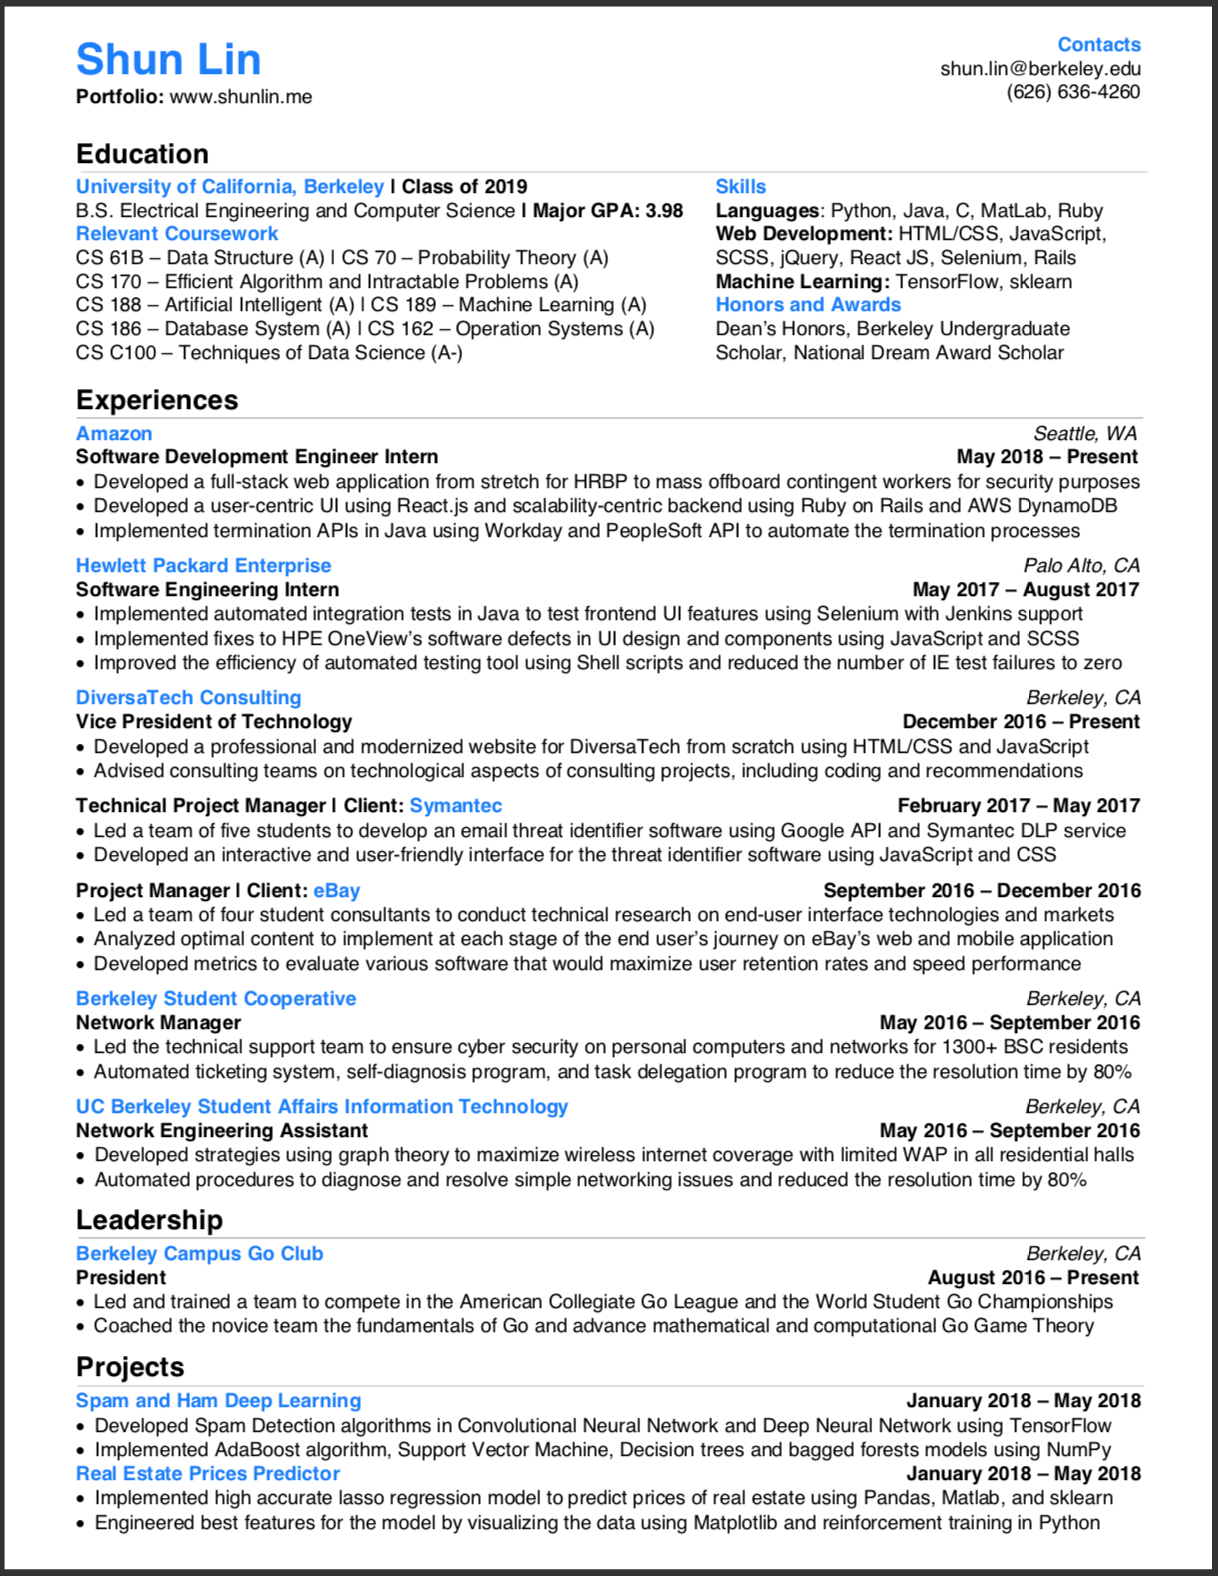 Shun Lin
Portfolio: www.shunlin.me
Contacts
shun.lin@berkeley.edu
(626) 636-4260
Education
University of California, Berkeley | Class of 2019
B.S. Electrical Engineering and Computer Science | Major GPA: 3.98
Relevant Coursework
CS 61B – Data Structure (A) | CS 70 – Probability Theory (A)
CS 170 – Efficient Algorithm and Intractable Problems (A)
CS 188 – Artificial Intelligent (A) | CS 189 – Machine Learning (A)
CS 186 – Database System (A) | CS 162 – Operation Systems (A)
CS C100 – Techniques of Data Science (A-)
Skills
Languages: Python, Java, C, MatLab, Ruby
Web Development: HTML/CSS, JavaScript,
SCSS, jQuery, React JS, Selenium, Rails
Machine Learning: TensorFlow, sklearn
Honors and Awards
Dean's Honors, Berkeley Undergraduate
Scholar, National Dream Award Scholar
Experiences
Amazon Seattle, WA
Software Development Engineer Intern May 2018 – Present
• Developed a full-stack web application from stretch for HRBP to mass offboard contingent workers for security purposes
• Developed a user-centric UI using React.js and scalability-centric backend using Ruby on Rails and AWS DynamoDB
• Implemented termination APIs in Java using Workday and PeopleSoft API to automate the termination processes
Hewlett Packard Enterprise Palo Alto, CA
Software Engineering Intern May 2017 – August 2017
• Implemented automated integration tests in Java to test frontend UI features using Selenium with Jenkins support
• Implemented fixes to HPE OneView's software defects in UI design and components using JavaScript and SCSS
• Improved the efficiency of automated testing tool using Shell scripts and reduced the number of IE test failures to zero
DiversaTech Consulting Berkeley, CA
Vice President of Technology December 2016 – Present
• Developed a professional and modernized website for DiversaTech from scratch using HTML/CSS and JavaScript
• Advised consulting teams on technological aspects of consulting projects, including coding and recommendations
Technical Project Manager | Client: Symantec February 2017 – May 2017
• Led a team of five students to develop an email threat identifier software using Google API and Symantec DLP service
• Developed an interactive and user-friendly interface for the threat identifier software using JavaScript and CSS
Project Manager | Client: eBay September 2016 – December 2016
• Led a team of four student consultants to conduct technical research on end-user interface technologies and markets
• Analyzed optimal content to implement at each stage of the end user's journey on eBay's web and mobile application
• Developed metrics to evaluate various software that would maximize user retention rates and speed performance
Berkeley Student Cooperative Berkeley, CA
Network Manager May 2016 – September 2016
• Led the technical support team to ensure cyber security on personal computers and networks for 1300+ BSC residents
• Automated ticketing system, self-diagnosis program, and task delegation program to reduce the resolution time by 80%
UC Berkeley Student Affairs Information Technology Berkeley, CA
Network Engineering Assistant May 2016 – September 2016
• Developed strategies using graph theory to maximize wireless internet coverage with limited WAP in all residential halls
• Automated procedures to diagnose and resolve simple networking issues and reduced the resolution time by 80%
Leadership
Berkeley Campus Go Club Berkeley, CA
President August 2016 – Present
• Led and trained a team to compete in the American Collegiate Go League and the World Student Go Championships
• Coached the novice team the fundamentals of Go and advance mathematical and computational Go Game Theory
Projects
Spam and Ham Deep Learning January 2018 – May 2018
• Developed Spam Detection algorithms in Convolutional Neural Network and Deep Neural Network using TensorFlow
• Implemented AdaBoost algorithm, Support Vector Machine, Decision trees and bagged forests models using NumPy
Real Estate Prices Predictor January 2018 – May 2018
• Implemented high accurate lasso regression model to predict prices of real estate using Pandas, Matlab, and sklearn
• Engineered best features for the model by visualizing the data using Matplotlib and reinforcement training in Python